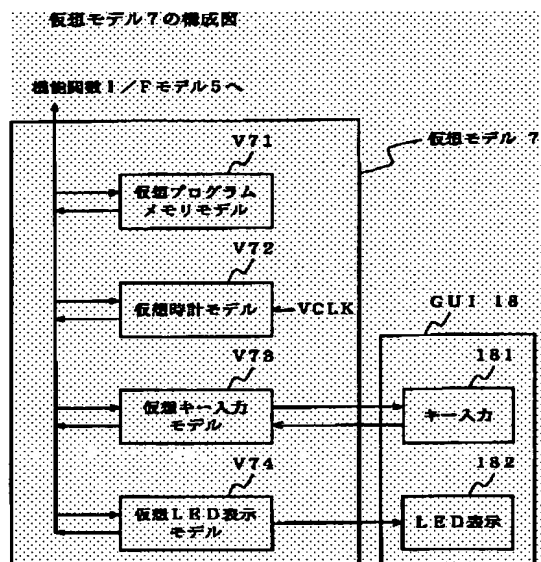 仮想モデル7の構成図
機能関数I/Fモデル5へ
V71
仮想モデル 7
仮想プログラム
メモリモデル
V72
仮想時計モデル
VCLK
GUI 18
V73
181
仮想キー入力
モデル
キー入力
V74
182
仮想LED表示
モデル
LED表示